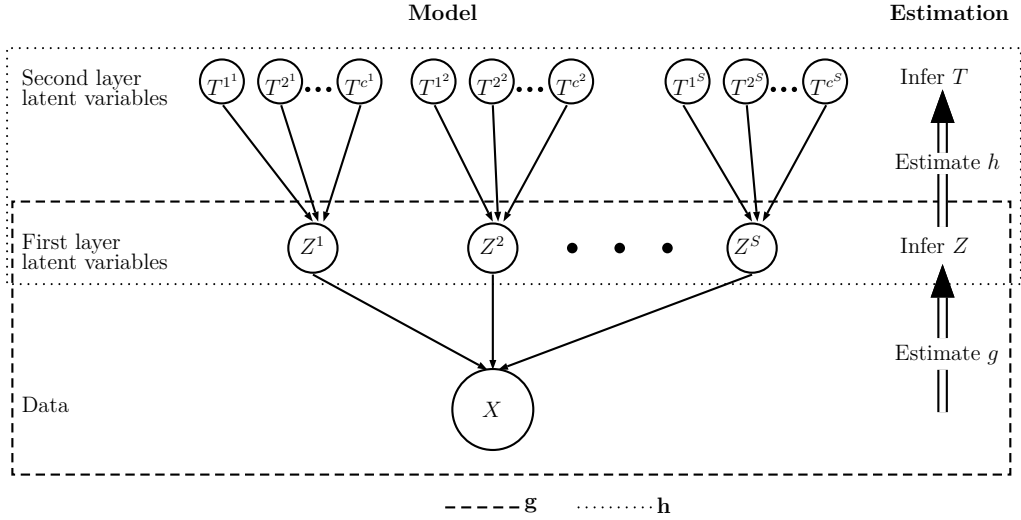 Model Estimation
Second layer
latent variables
T^{1^1} T^{2^1} ... T^{c^1} T^{1^2} T^{2^2} ... T^{c^2} T^{1^S} T^{2^S} ... T^{c^S}
Infer T
Estimate h
First layer
latent variables
Z^1 Z^2 . . . Z^S
Infer Z
Estimate g
Data
X
g h